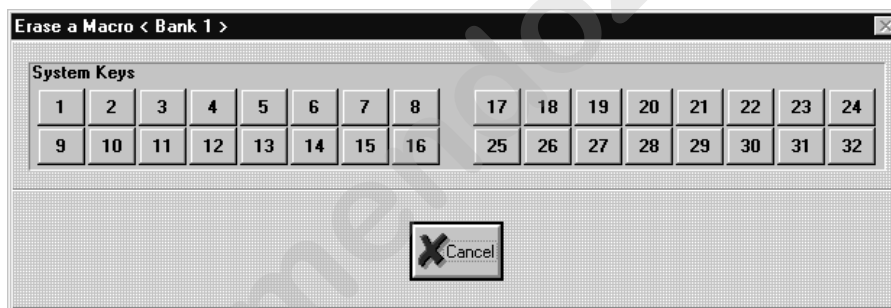 Erase a Macro < Bank 1 >
System Keys
1 2 3 4 5 6 7 8 17 18 19 20 21 22 23 24
9 10 11 12 13 14 15 16 25 26 27 28 29 30 31 32
Cancel